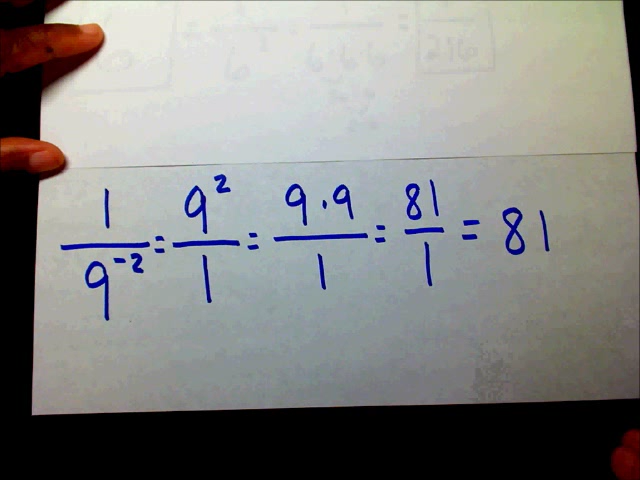 1/9⁻² = 9²/1 = 9·9/1 = 81/1 = 81